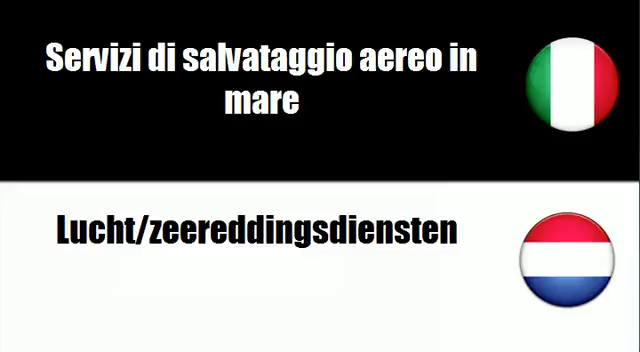 Servizi di salvataggio aereo in
mare
Lucht/zeereddingsdiensten